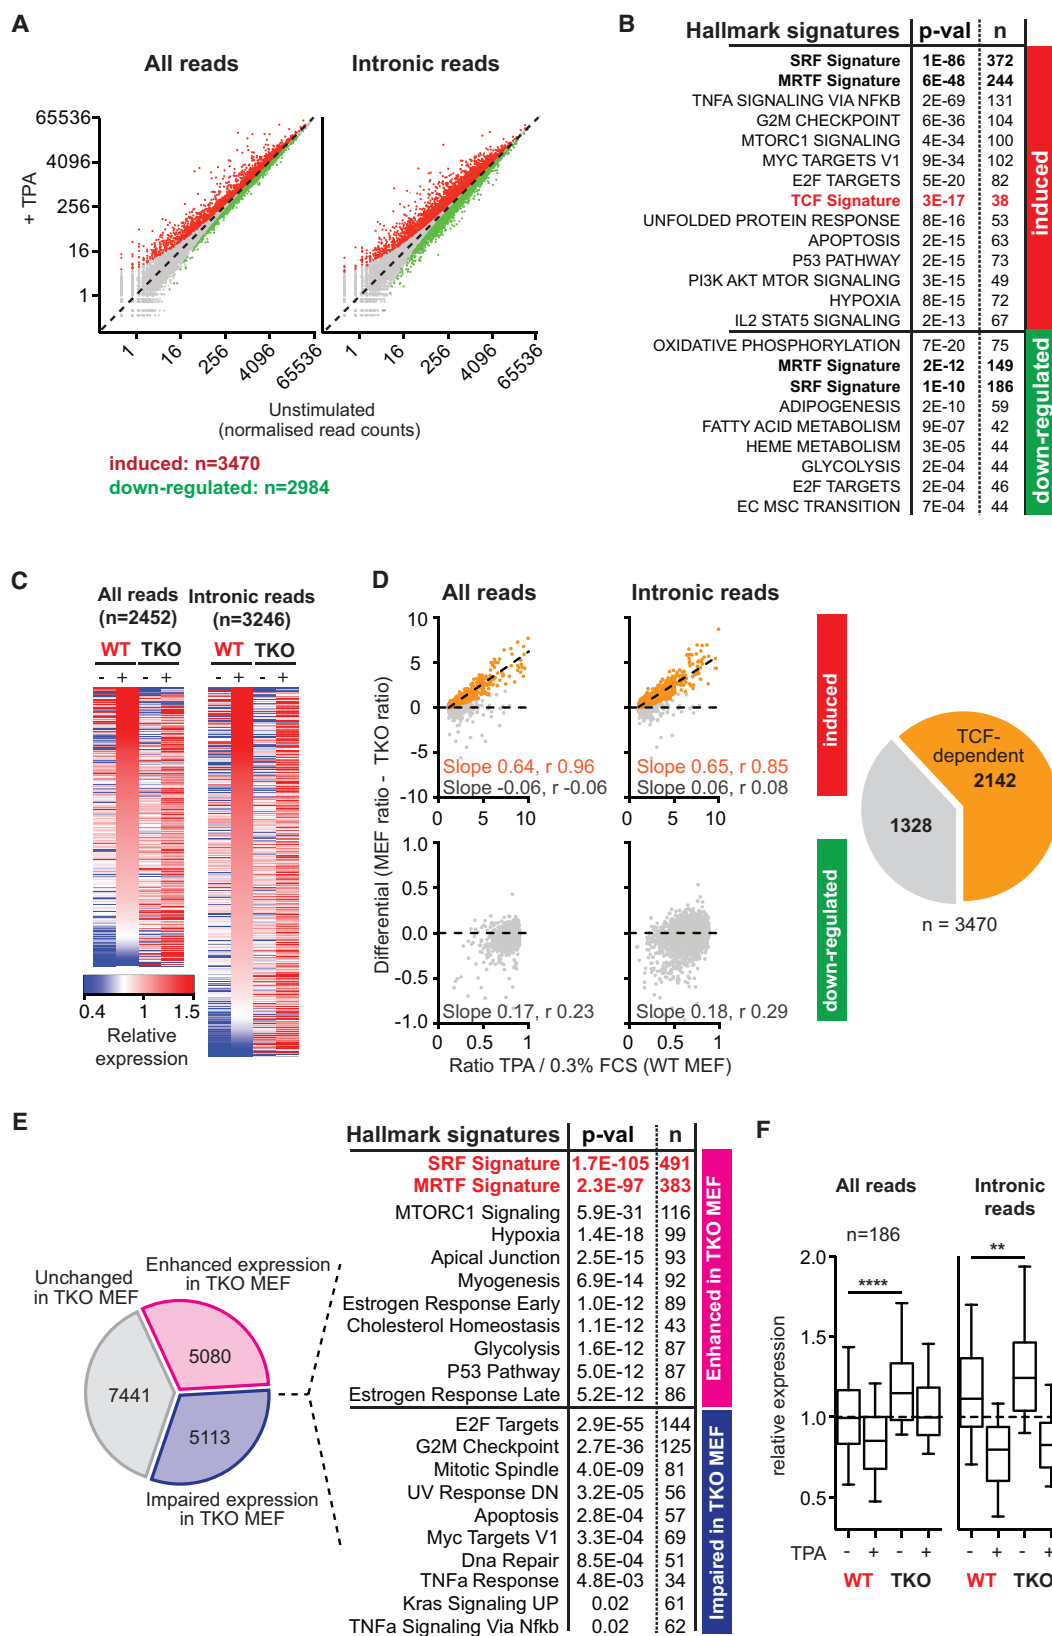 A
All reads
Intronic reads
+ TPA
65536
4096
256
16
1
1
16
256
4096
65536
1
16
256
4096
65536
Unstimulated
(normalised read counts)
induced: n=3470
down-regulated: n=2984
B
Hallmark signatures p-val n
SRF Signature 1E-86 372
MRTF Signature 6E-48 244
TNFA SIGNALING VIA NFKB 2E-69 131
G2M CHECKPOINT 6E-36 104
MTORC1 SIGNALING 4E-34 100
MYC TARGETS V1 9E-34 102
E2F TARGETS 5E-20 82
TCF Signature 3E-17 38
UNFOLDED PROTEIN RESPONSE 8E-16 53
APOPTOSIS 2E-15 63
P53 PATHWAY 2E-15 73
PI3K AKT MTOR SIGNALING 3E-15 49
HYPOXIA 8E-15 72
IL2 STAT5 SIGNALING 2E-13 67
induced
OXIDATIVE PHOSPHORYLATION 7E-20 75
MRTF Signature 2E-12 149
SRF Signature 1E-10 186
ADIPOGENESIS 2E-10 59
FATTY ACID METABOLISM 9E-07 42
HEME METABOLISM 3E-05 44
GLYCOLYSIS 2E-04 44
E2F TARGETS 2E-04 46
EC MSC TRANSITION 7E-04 44
down-regulated
C
All reads
(n=2452)
Intronic reads
(n=3246)
WT TKO WT TKO
- + - + - + - +
0.4 1 1.5
Relative
expression
D
All reads
Intronic reads
Differential (MEF ratio - TKO ratio)
10
5
0
-5
-10
Slope 0.64, r 0.96
Slope -0.06, r -0.06
Slope 0.65, r 0.85
Slope 0.06, r 0.08
0 5 10
0 5 10
induced
1.0
0.5
0.0
-0.5
-1.0
Slope 0.17, r 0.23
Slope 0.18, r 0.29
0 0.5 1
0 0.5 1
down-regulated
Ratio TPA / 0.3% FCS (WT MEF)
TCF-
dependent
2142
1328
n = 3470
E
Unchanged
in TKO MEF
Enhanced expression
in TKO MEF
5080
7441
5113
Impaired expression
in TKO MEF
Hallmark signatures p-val n
SRF Signature 1.7E-105 491
MRTF Signature 2.3E-97 383
MTORC1 Signaling 5.9E-31 116
Hypoxia 1.4E-18 99
Apical Junction 2.5E-15 93
Myogenesis 6.9E-14 92
Estrogen Response Early 1.0E-12 89
Cholesterol Homeostasis 1.1E-12 43
Glycolysis 1.6E-12 87
P53 Pathway 5.0E-12 87
Estrogen Response Late 5.2E-12 86
Enhanced in TKO MEF
E2F Targets 2.9E-55 144
G2M Checkpoint 2.7E-36 125
Mitotic Spindle 4.0E-09 81
UV Response DN 3.2E-05 56
Apoptosis 2.8E-04 57
Myc Targets V1 3.3E-04 69
Dna Repair 8.5E-04 51
TNFa Response 4.8E-03 34
Kras Signaling UP 0.02 61
TNFa Signaling Via Nfkb 0.02 62
Impaired in TKO MEF
F
All reads
Intronic
reads
n=186
relative expression
2.0
1.5
1.0
0.5
****
**
TPA - + - + - + -
WT TKO WT TKO